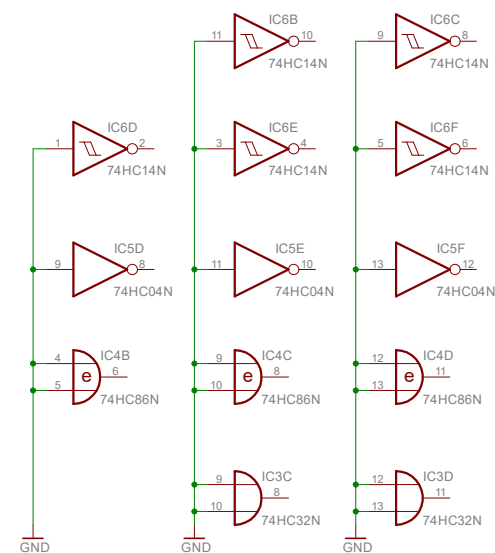 IC6B
11 10
74HC14N
IC6C
9 8
74HC14N
IC6D
1 2
74HC14N
IC6E
3 4
74HC14N
IC6F
5 6
74HC14N
IC5D
9 8
74HC04N
IC5E
11 10
74HC04N
IC5F
13 12
74HC04N
IC4B
4
e 6
5
74HC86N
IC4C
9
e 8
10
74HC86N
IC4D
12
e 11
13
74HC86N
IC3C
9
8
10
74HC32N
IC3D
12
11
13
74HC32N
GND
GND
GND